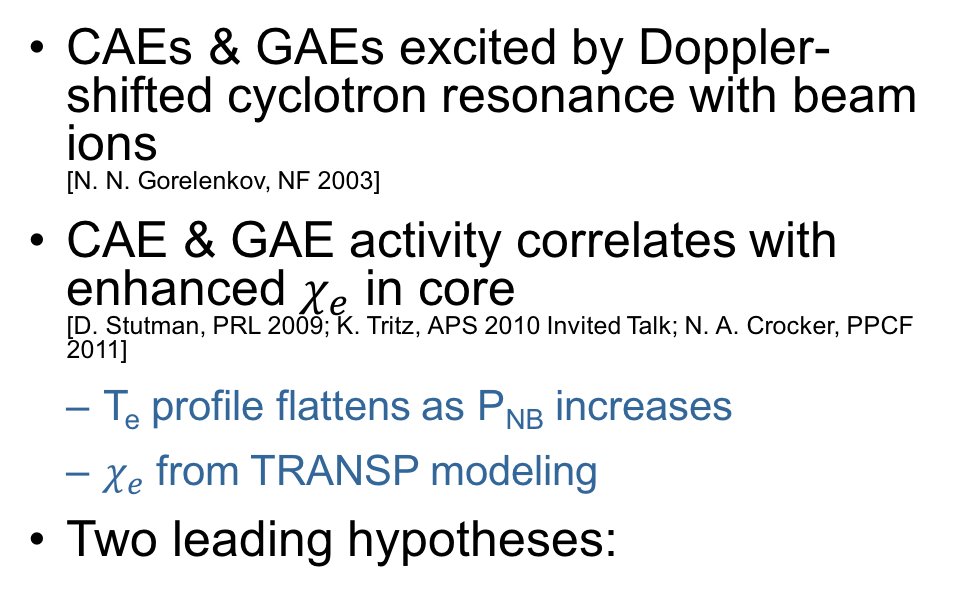 • CAEs & GAEs excited by Doppler-
shifted cyclotron resonance with beam
ions
[N. N. Gorelenkov, NF 2003]
• CAE & GAE activity correlates with
enhanced χₑ in core
[D. Stutman, PRL 2009; K. Tritz, APS 2010 Invited Talk; N. A. Crocker, PPCF
2011]
– Tₑ profile flattens as P_NB increases
– χₑ from TRANSP modeling
• Two leading hypotheses: